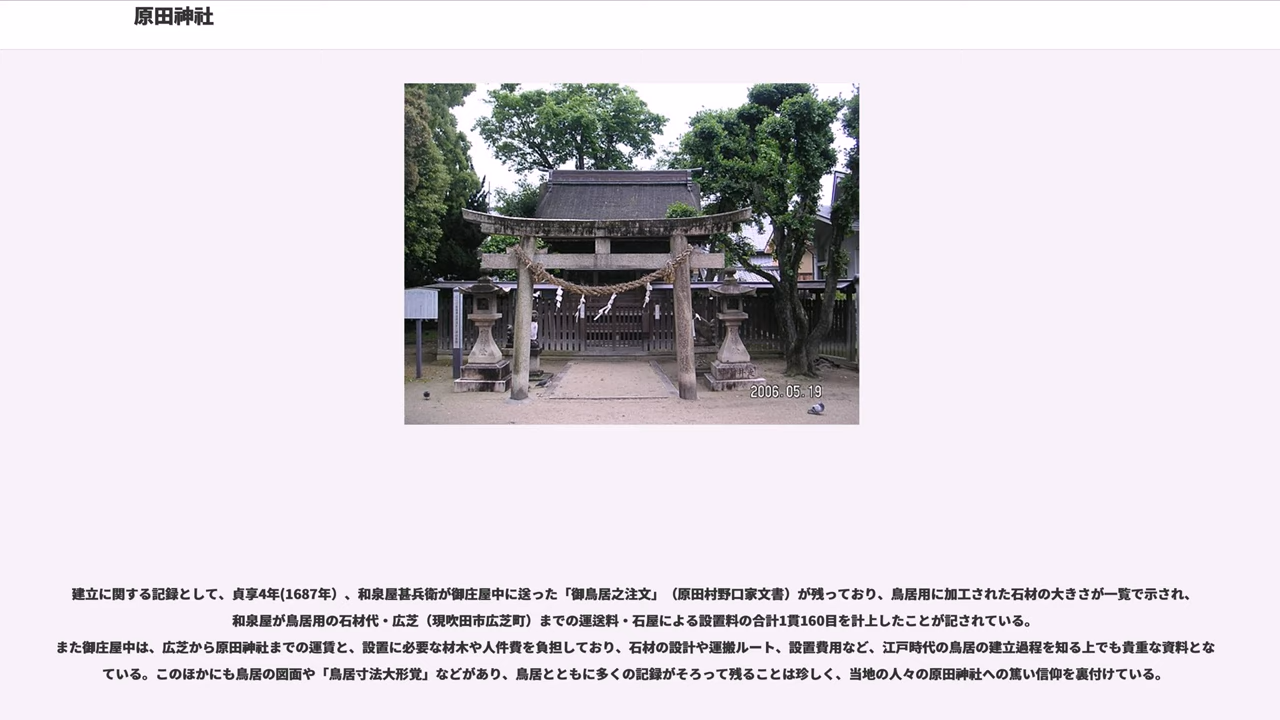 原田神社
2006.05.19
建立に関する記録として、貞享4年(1687年）、和泉屋甚兵衛が御庄屋中に送った「御鳥居之注文」（原田村野口家文書）が残っており、鳥居用に加工された石材の大きさが一覧で示され、
和泉屋が鳥居用の石材代・広芝（現吹田市広芝町）までの運送料・石屋による設置料の合計1貫160目を計上したことが記されている。
また御庄屋中は、広芝から原田神社までの運賃と、設置に必要な材木や人件費を負担しており、石材の設計や運搬ルート、設置費用など、江戸時代の鳥居の建立過程を知る上でも貴重な資料とな
ている。このほかにも鳥居の図面や「鳥居寸法大形覚」などがあり、鳥居とともに多くの記録がそろって残ることは珍しく、当地の人々の原田神社への篤い信仰を裏付けている。